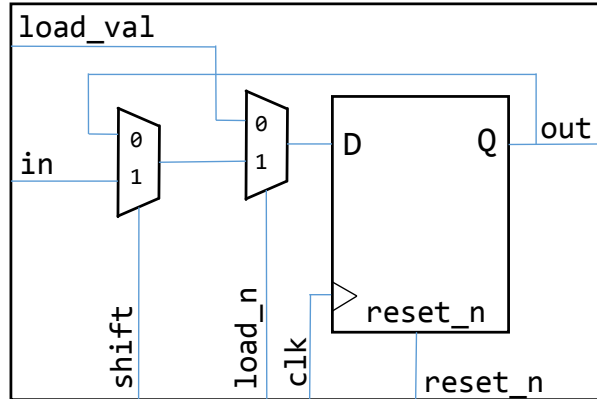 load_val
0
1
in
0
1
D
Q
out
reset_n
shift
load_n
clk
reset_n